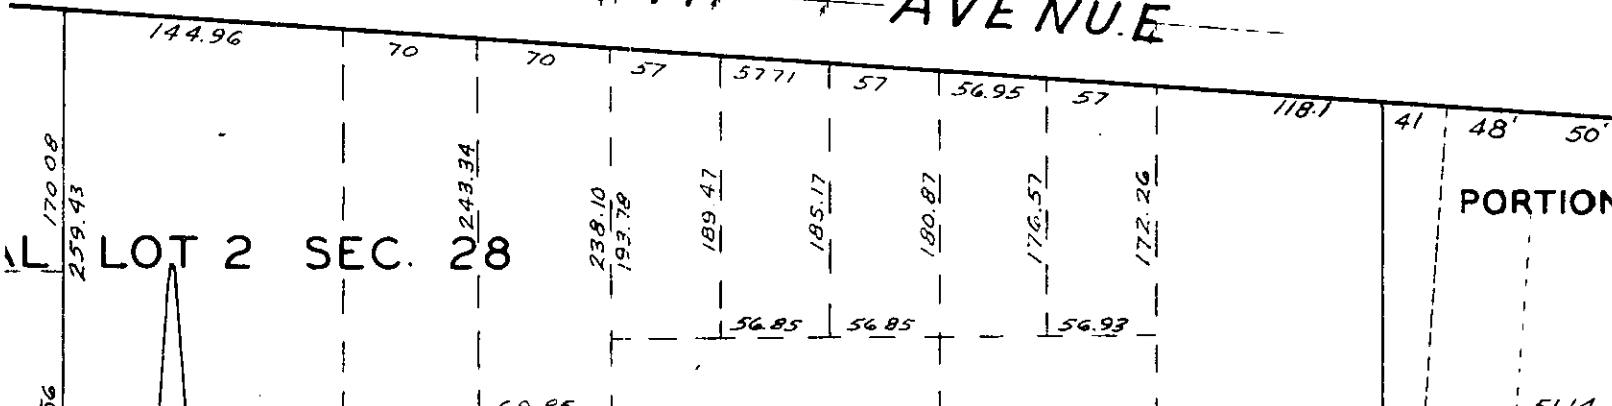 AVENUE
144.96 70 70 57 57.71 57 56.95 57 118.1 41 48' 50'
170.08 259.43 243.34 238.10 193.78 189.47 185.17 180.87 176.57 172.26
PORTION
LOT 2 SEC. 28
56.85 56.85 56.93